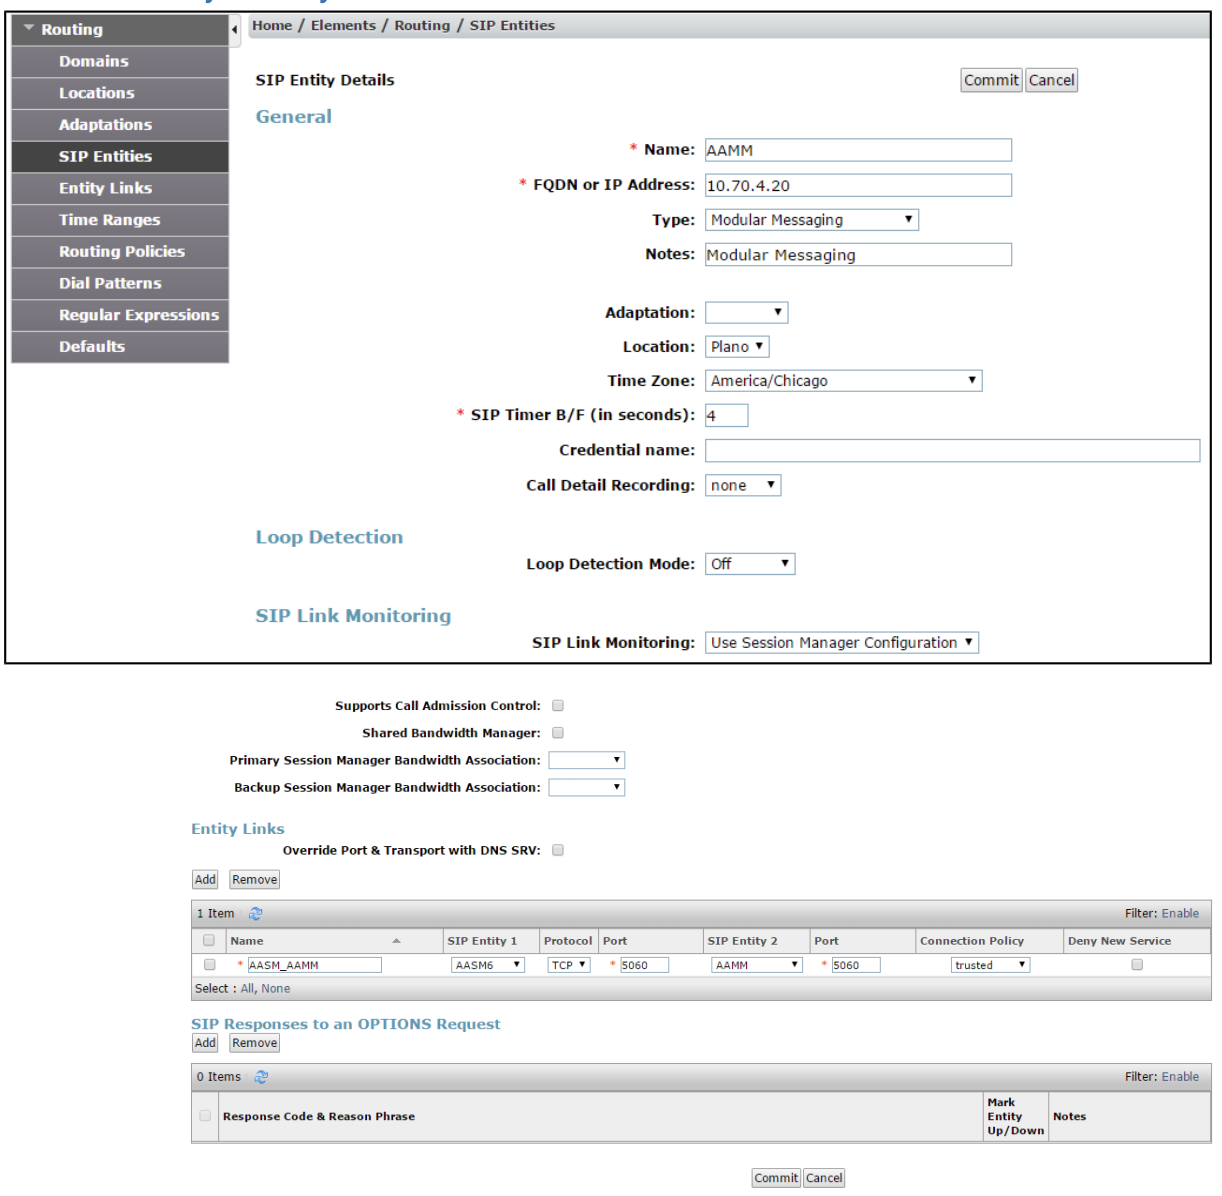 Routing
Domains
Locations
Adaptations
SIP Entities
Entity Links
Time Ranges
Routing Policies
Dial Patterns
Regular Expressions
Defaults
Home / Elements / Routing / SIP Entities
SIP Entity Details
Commit Cancel
General
* Name: AAMM
* FQDN or IP Address: 10.70.4.20
Type: Modular Messaging
Notes: Modular Messaging
Adaptation:
Location: Plano
Time Zone: America/Chicago
* SIP Timer B/F (in seconds): 4
Credential name:
Call Detail Recording: none
Loop Detection
Loop Detection Mode: Off
SIP Link Monitoring
SIP Link Monitoring: Use Session Manager Configuration
Supports Call Admission Control:
Shared Bandwidth Manager:
Primary Session Manager Bandwidth Association:
Backup Session Manager Bandwidth Association:
Entity Links
Override Port & Transport with DNS SRV:
Add Remove
1 Item Filter: Enable
Name SIP Entity 1 Protocol Port SIP Entity 2 Port Connection Policy Deny New Service
* AASM_AAMM AASM6 TCP * 5060 AAMM * 5060 trusted
Select : All, None
SIP Responses to an OPTIONS Request
Add Remove
0 Items Filter: Enable
Response Code & Reason Phrase Mark Entity Up/Down Notes
Commit Cancel